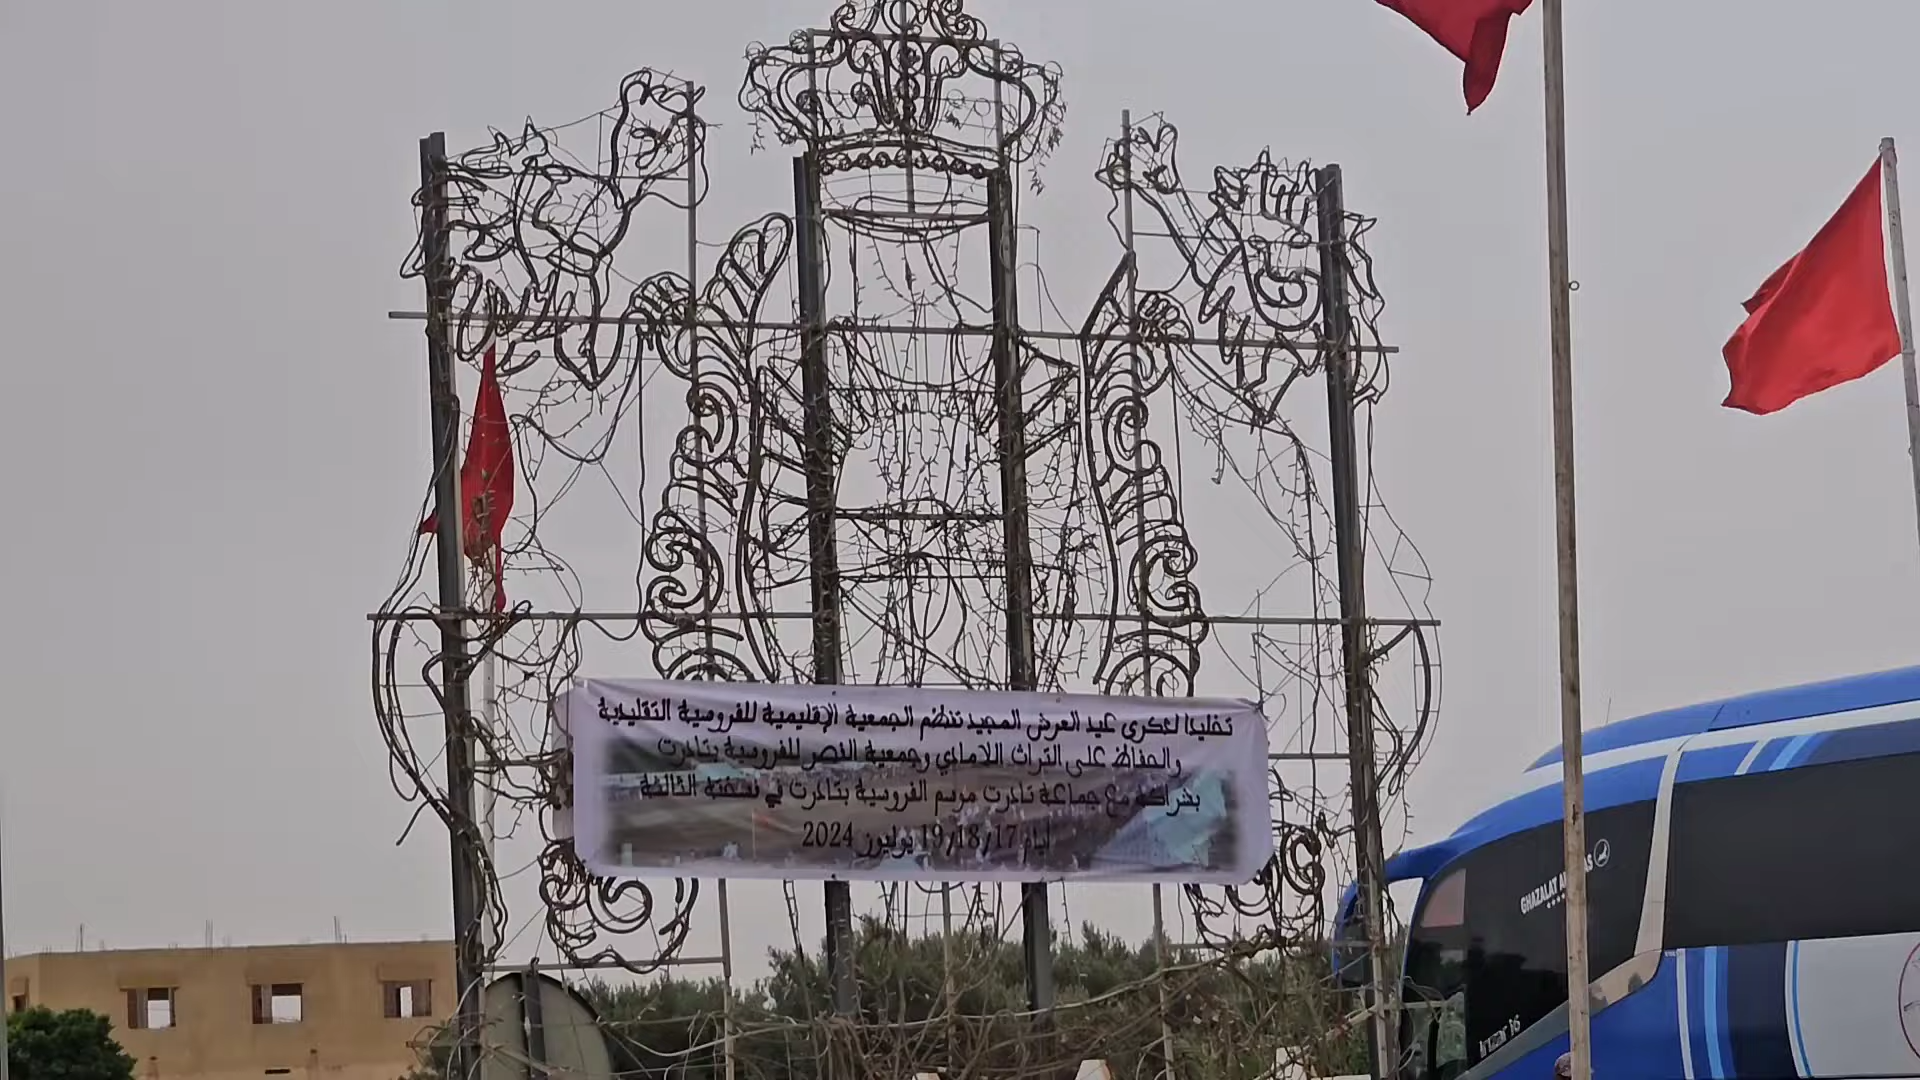 تخليدا لذكرى عيد العرش المجيد تنظم الجمعية الإقليمية للفروسية التقليدية
والحفاظ على التراث اللامادي وجمعية النصر للفروسية بتادرت
بشراكة مع جماعة تادرت موسم الفروسية بتادرت في نسخته الثالثة
أيام 19/18/17 يوليوز 2024
GHAZALAY